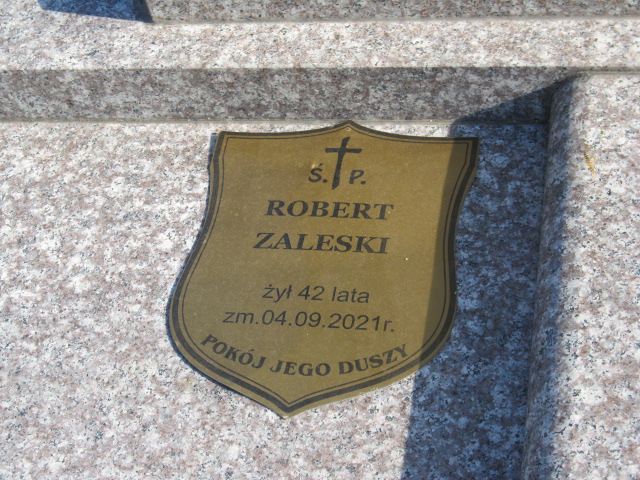 Ś. P.
ROBERT
ZALESKI
żył 42 lata
zm.04.09.2021r.
POKÓJ JEGO DUSZY